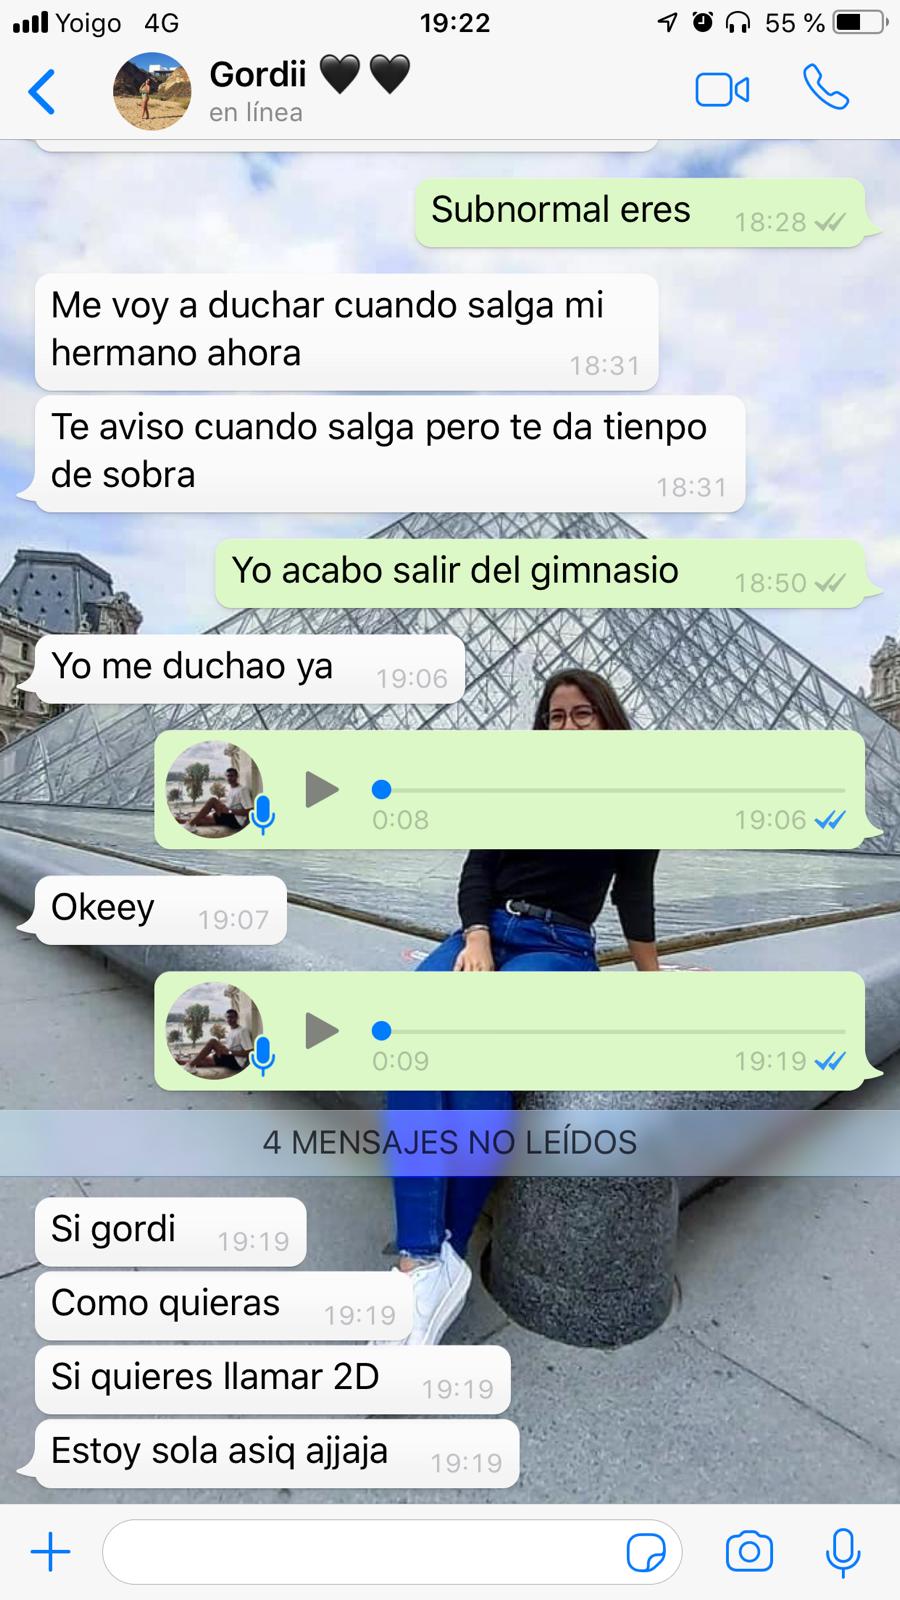 Yoigo 4G 19:22 55 %
Gordii 🖤🖤
en línea
Subnormal eres 18:28
Me voy a duchar cuando salga mi
hermano ahora 18:31
Te aviso cuando salga pero te da tienpo
de sobra 18:31
Yo acabo salir del gimnasio 18:50
Yo me duchao ya 19:06
0:08 19:06
Okeey 19:07
0:09 19:19
4 MENSAJES NO LEÍDOS
Si gordi 19:19
Como quieras 19:19
Si quieres llamar 2D 19:19
Estoy sola asiq ajjaja 19:19